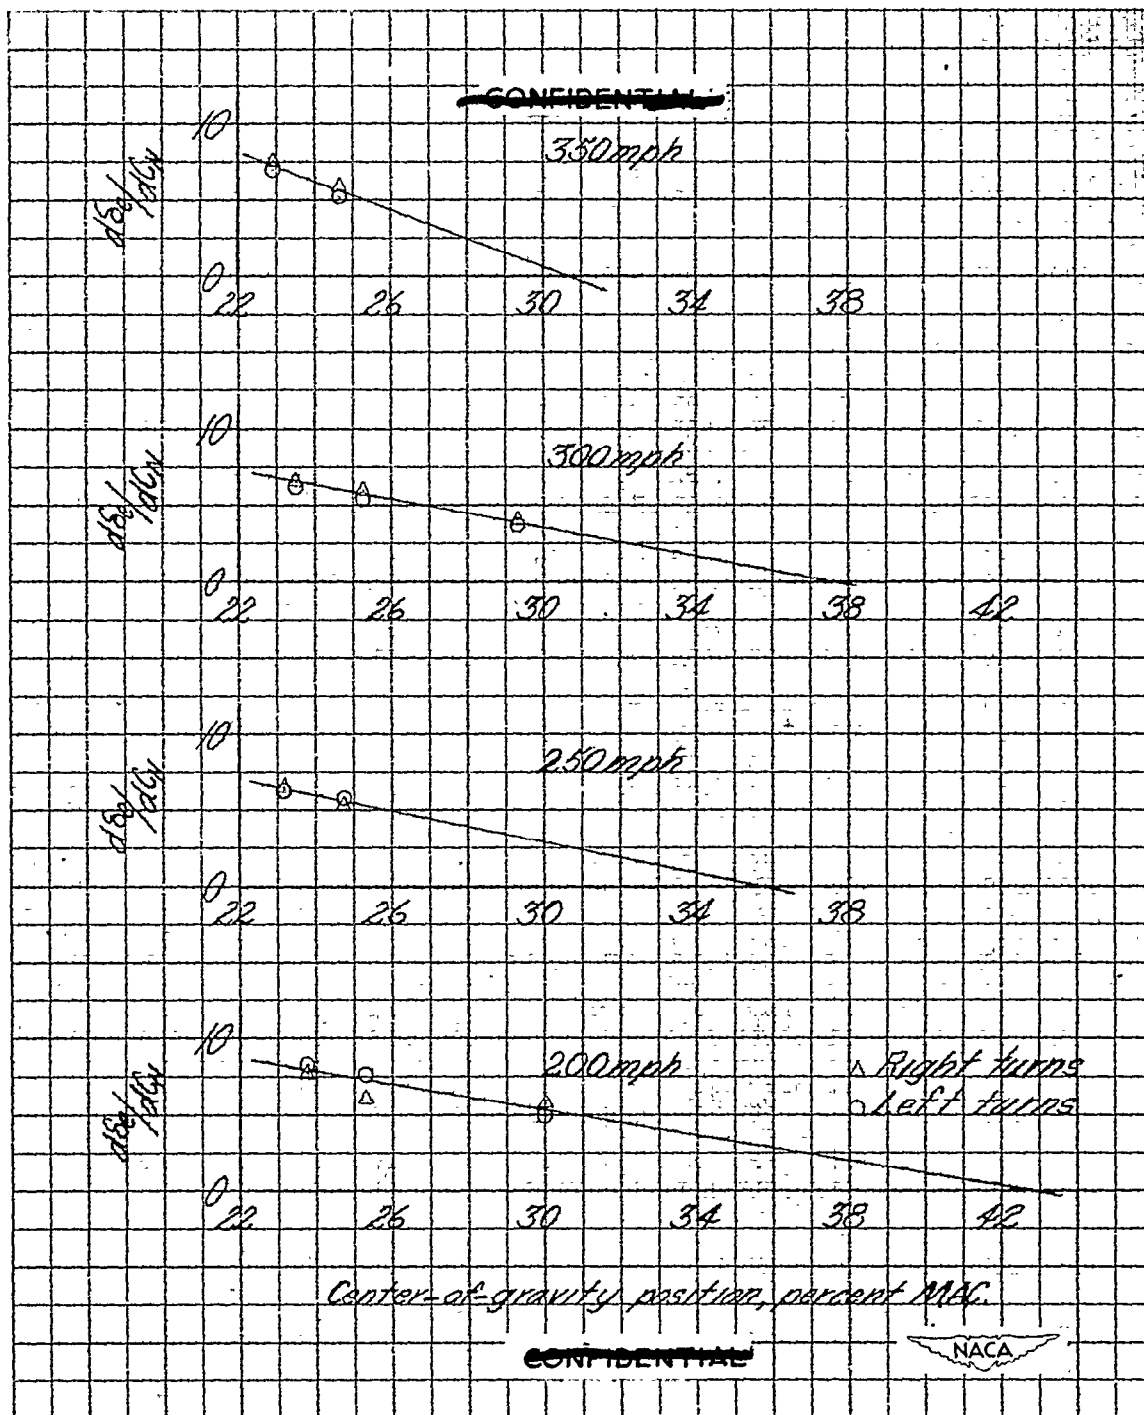 CONFIDENTIAL
350mph
10
dδe/dCN
0
22 26 30 34 38
300mph
10
dδe/dCN
0
22 26 30 34 38 42
250mph
10
dδe/dCN
0
22 26 30 34 38
200mph
10
dδe/dCN
0
△ Right turns
○ Left turns
22 26 30 34 38 42
Center-of-gravity position, percent MAC.
CONFIDENTIAL
NACA